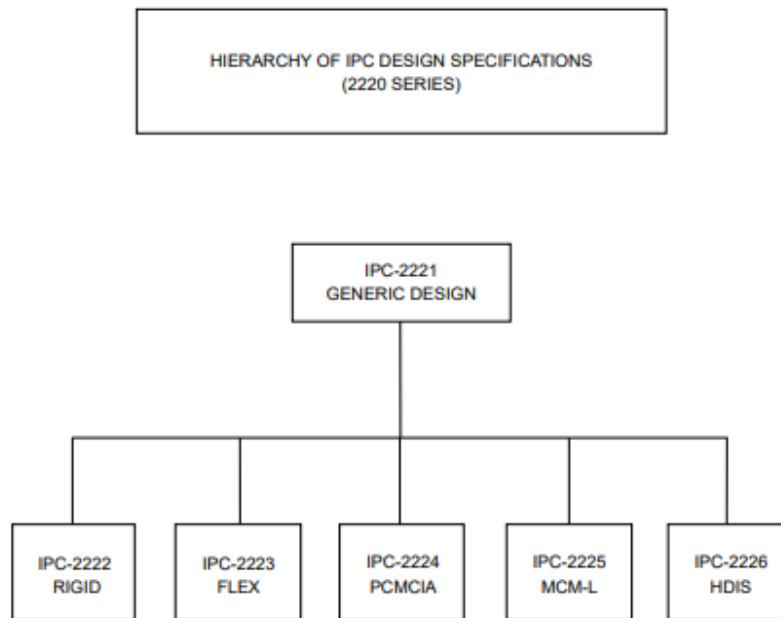 HIERARCHY OF IPC DESIGN SPECIFICATIONS
(2220 SERIES)
IPC-2221
GENERIC DESIGN
IPC-2222
RIGID
IPC-2223
FLEX
IPC-2224
PCMCIA
IPC-2225
MCM-L
IPC-2226
HDIS